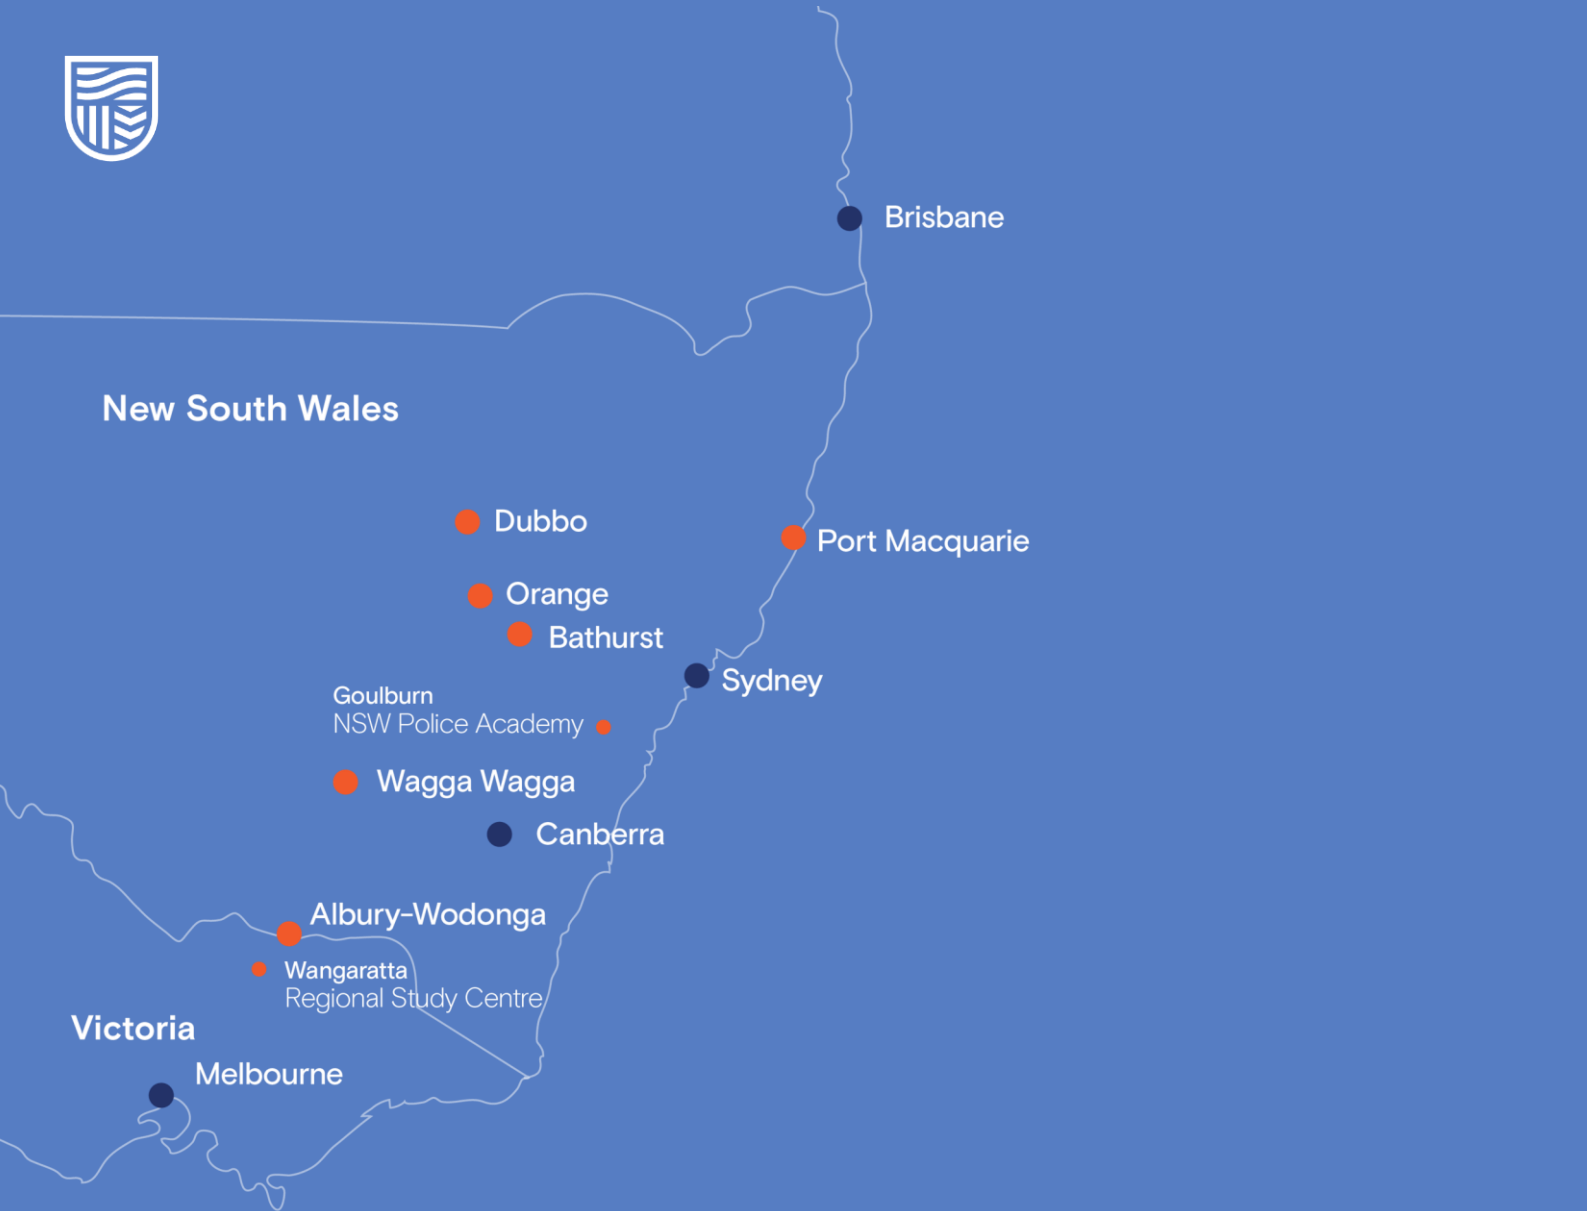 Brisbane
New South Wales
Dubbo
Port Macquarie
Orange
Bathurst
Sydney
Goulburn
NSW Police Academy
Wagga Wagga
Canberra
Albury-Wodonga
Wangaratta
Regional Study Centre
Victoria
Melbourne